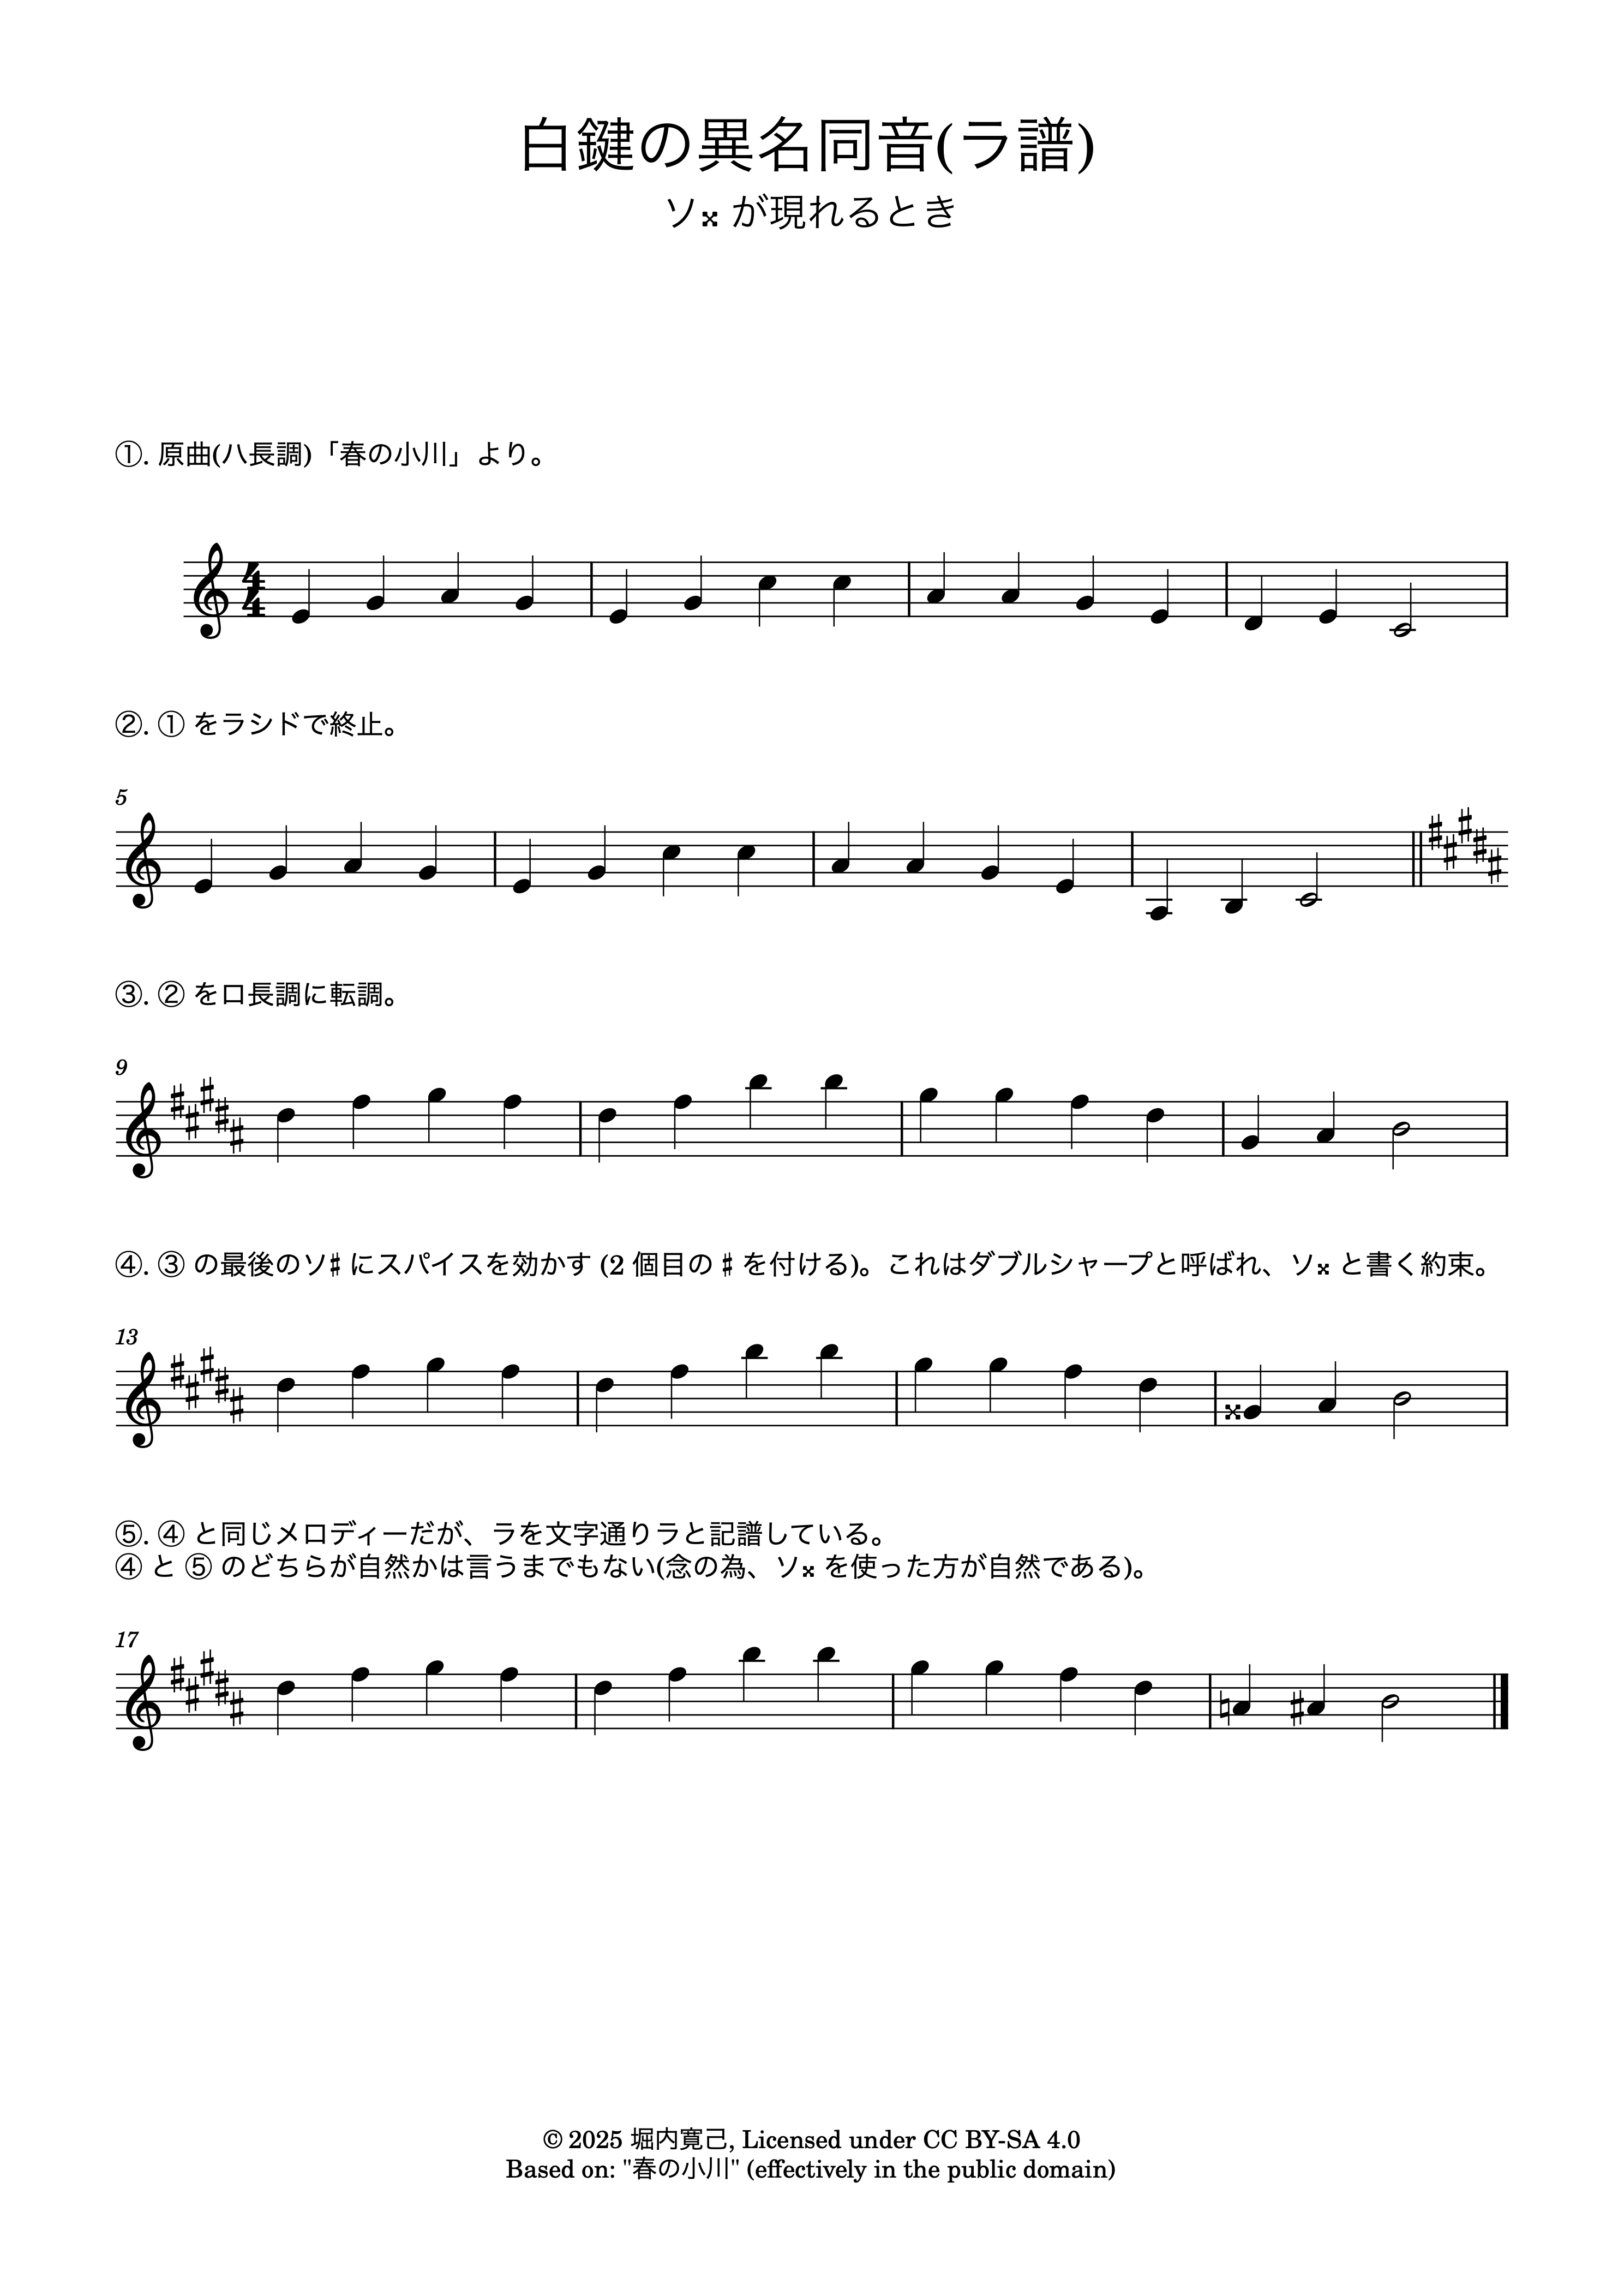 白鍵の異名同音(ラ譜)
ソ𝄪 が現れるとき
①. 原曲(ハ長調)「春の小川」より。
②. ① をラシドで終止。
5
③. ② をロ長調に転調。
9
④. ③ の最後のソ♯ にスパイスを効かす (2 個目の ♯ を付ける)。これはダブルシャープと呼ばれ、ソ𝄪 と書く約束。
13
⑤. ④ と同じメロディーだが、ラを文字通りラと記譜している。
④ と ⑤ のどちらが自然かは言うまでもない(念の為、ソ𝄪 を使った方が自然である)。
17
© 2025 堀内寛己, Licensed under CC BY-SA 4.0
Based on: "春の小川" (effectively in the public domain)